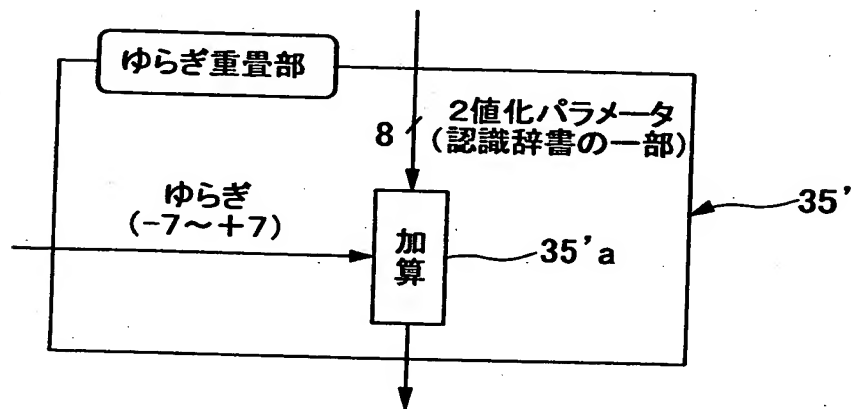 ゆらぎ重畳部
8
2値化パラメータ
(認識辞書の一部)
ゆらぎ
(-7～+7)
加算
35'a
35'